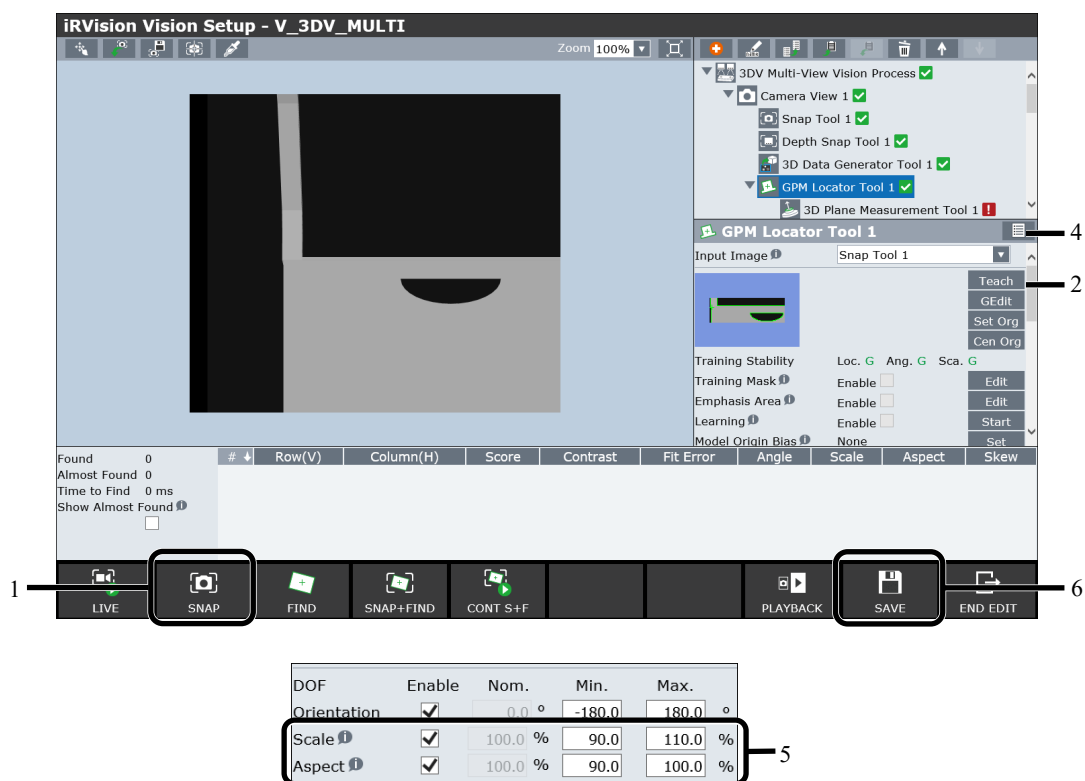 iRVision Vision Setup - V_3DV_MULTI
Zoom 100%
3DV Multi-View Vision Process
Camera View 1
Snap Tool 1
Depth Snap Tool 1
3D Data Generator Tool 1
GPM Locator Tool 1
3D Plane Measurement Tool 1
GPM Locator Tool 1
4
Input Image Snap Tool 1
Teach
2
GEdit
Set Org
Cen Org
Training Stability Loc. G Ang. G Sca. G
Training Mask Enable Edit
Emphasis Area Enable Edit
Learning Enable Start
Model Origin Bias None Set
Found 0
Almost Found 0
Time to Find 0 ms
Show Almost Found
# Row(V) Column(H) Score Contrast Fit Error Angle Scale Aspect Skew
1
LIVE SNAP FIND SNAP+FIND CONT S+F PLAYBACK SAVE END EDIT
6
DOF Enable Nom. Min. Max.
Orientation 0.0 º -180.0 180.0 º
Scale 100.0 % 90.0 110.0 %
Aspect 100.0 % 90.0 100.0 %
5